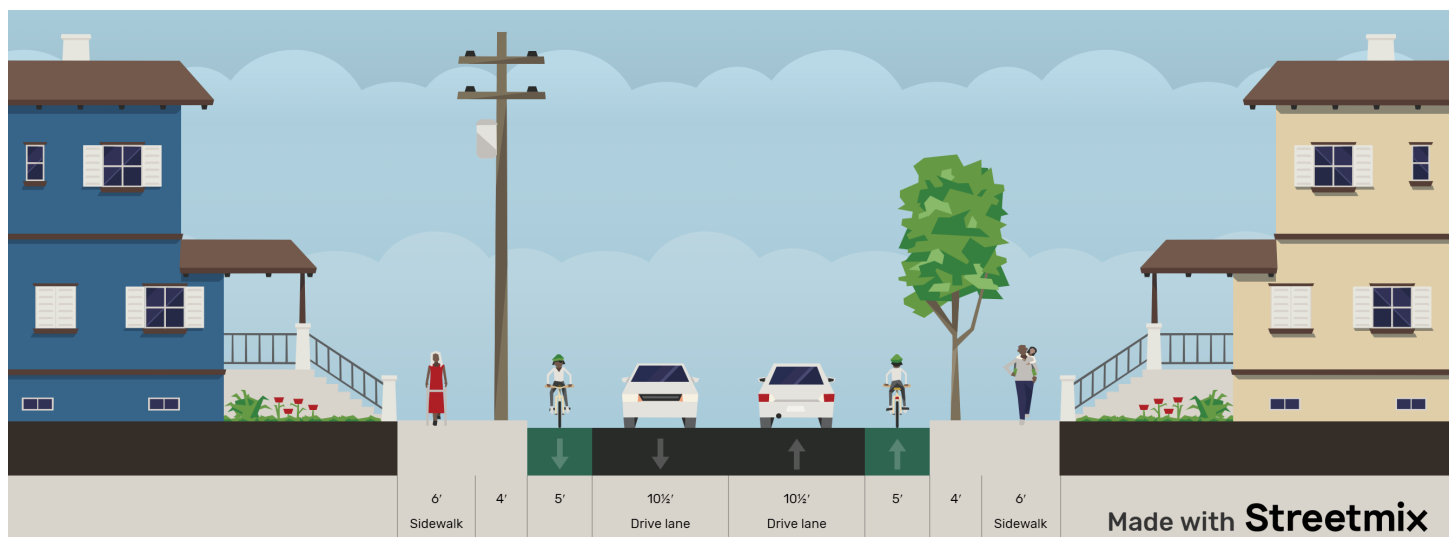 6′ 4′ 5′ 10½′ 10½′ 5′ 4′ 6′
Sidewalk Drive lane Drive lane Sidewalk
Made with Streetmix